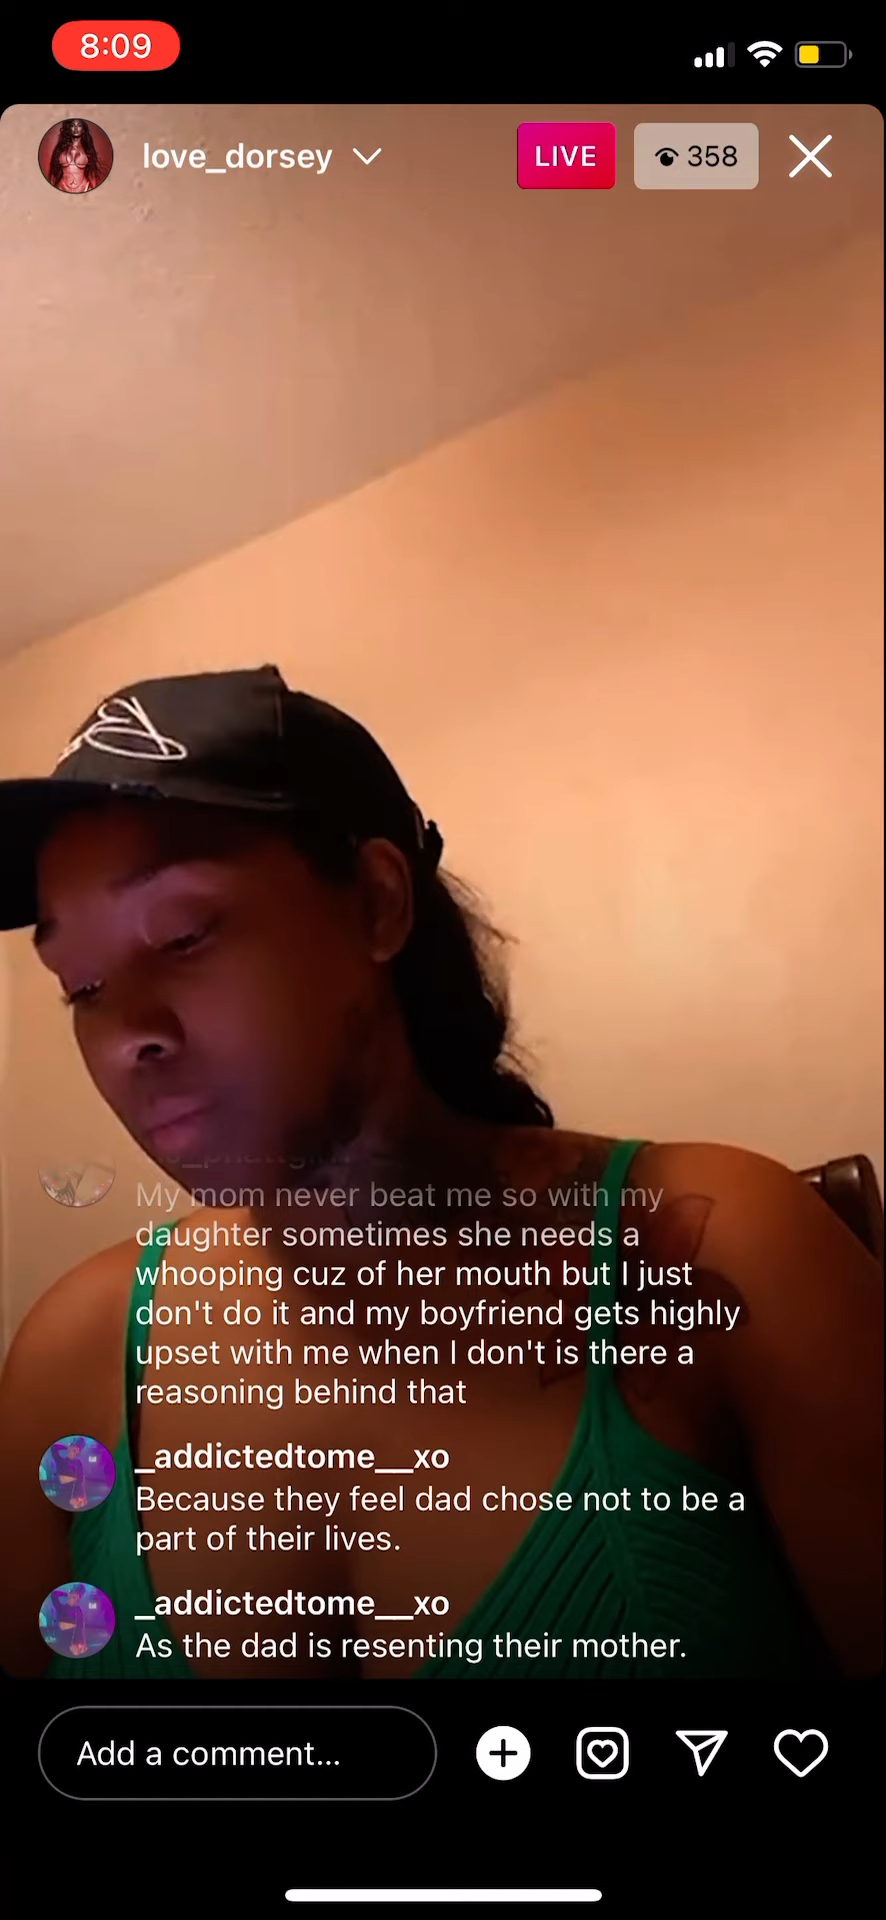 8:09
love_dorsey
LIVE
358
My mom never beat me so with my
daughter sometimes she needs a
whooping cuz of her mouth but I just
don't do it and my boyfriend gets highly
upset with me when I don't is there a
reasoning behind that
_addictedtome__xo
Because they feel dad chose not to be a
part of their lives.
_addictedtome__xo
As the dad is resenting their mother.
Add a comment...